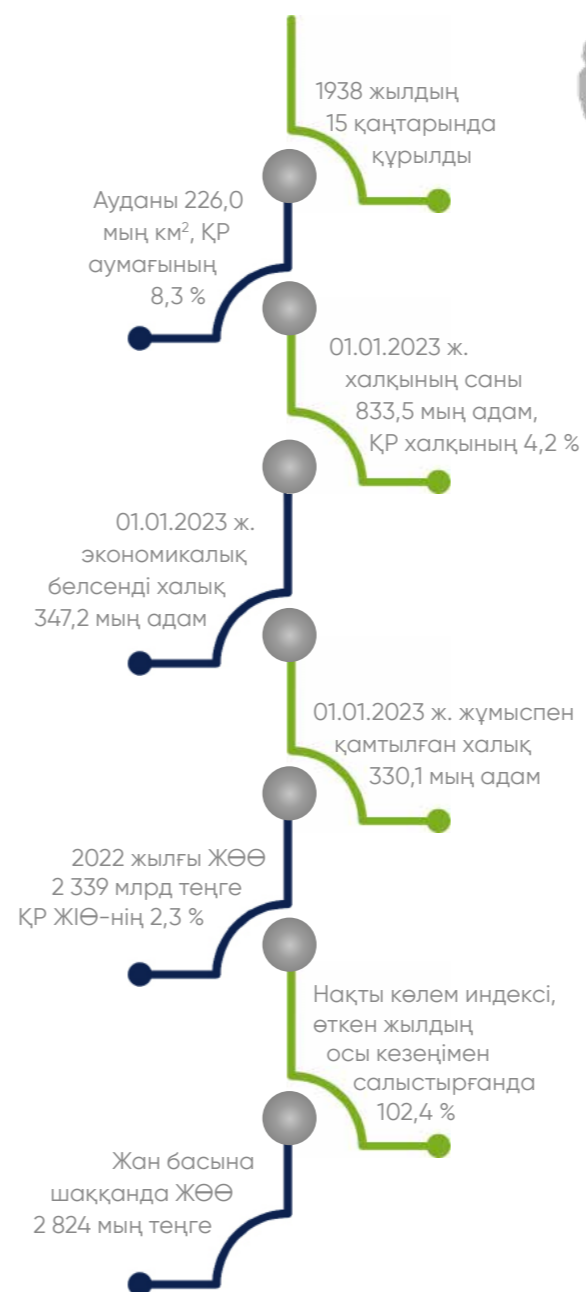 1938 жылдың
15 қаңтарында
құрылды
Ауданы 226,0
мың км², ҚР
аумағының
8,3 %
01.01.2023 ж.
халқының саны
833,5 мың адам,
ҚР халқының 4,2 %
01.01.2023 ж.
экономикалық
белсенді халық
347,2 мың адам
01.01.2023 ж. жұмыспен
қамтылған халық
330,1 мың адам
2022 жылғы ЖӨӨ
2 339 млрд теңге
ҚР ЖІӨ-нің 2,3 %
Нақты көлем индексі,
өткен жылдың
осы кезеңімен
салыстырғанда
102,4 %
Жан басына
шаққанда ЖӨӨ
2 824 мың теңге